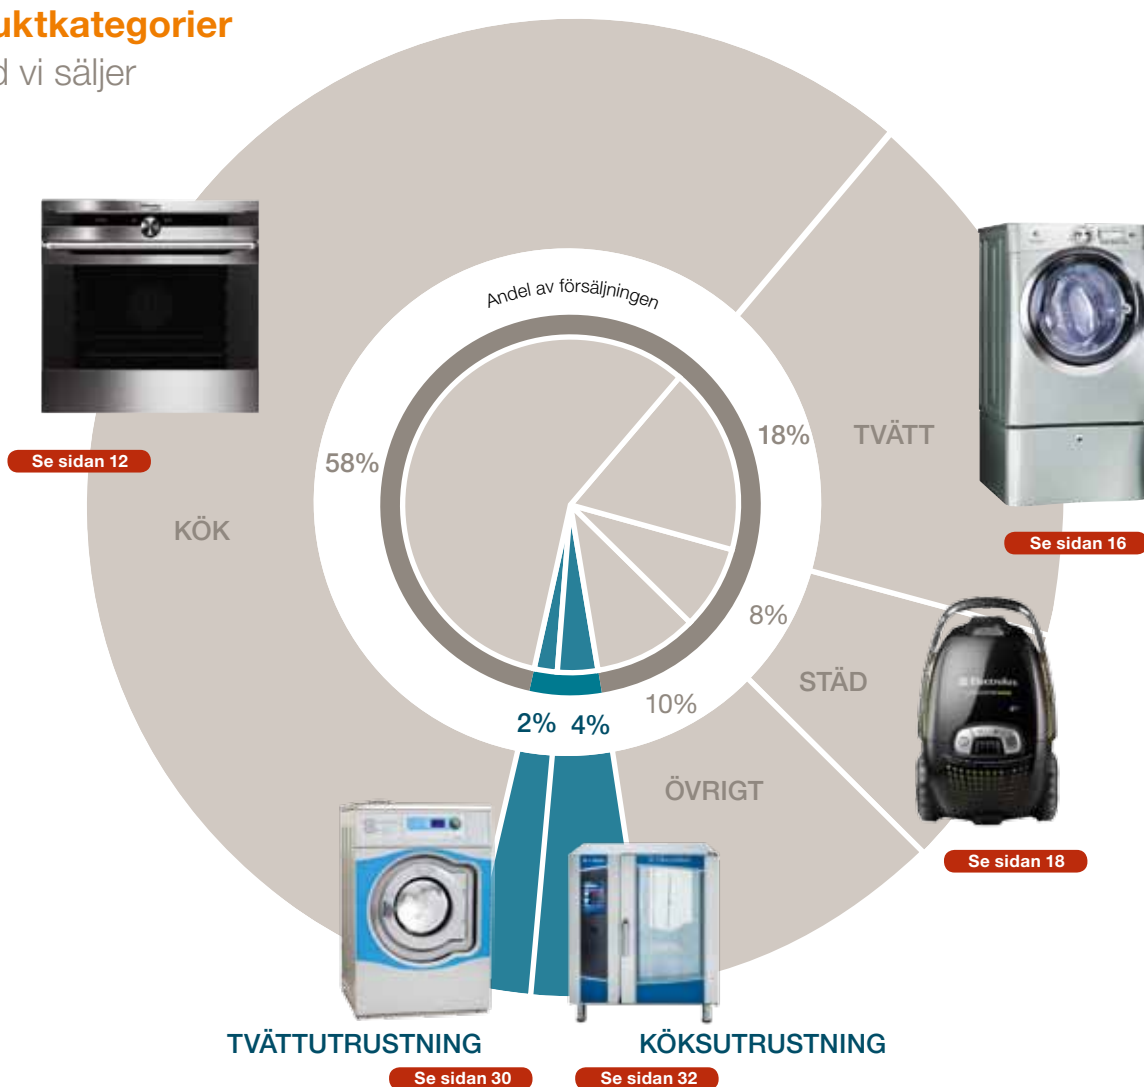 uktkategorier
d vi säljer
Andel av försäljningen
58%
18%
TVÄTT
Se sidan 12
KÖK
Se sidan 16
8%
STÄD
10%
2% 4%
ÖVRIGT
Electrolux
Se sidan 18
TVÄTTUTRUSTNING
KÖKSUTRUSTNING
Se sidan 30
Se sidan 32